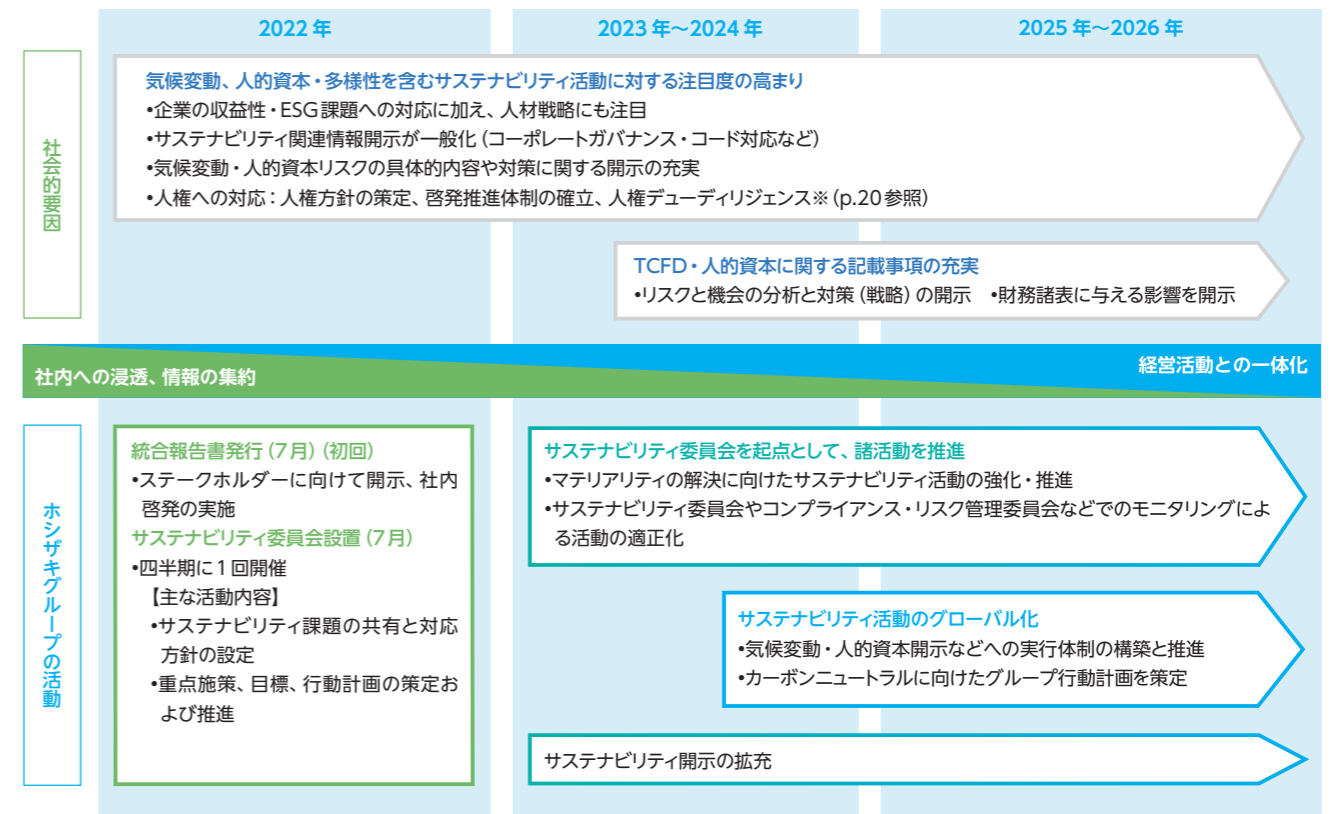 2022年
2023年～2024年
2025年～2026年
社会的要因
気候変動、人的資本・多様性を含むサステナビリティ活動に対する注目度の高まり
•企業の収益性・ESG課題への対応に加え、人材戦略にも注目
•サステナビリティ関連情報開示が一般化（コーポレートガバナンス・コード対応など）
•気候変動・人的資本リスクの具体的内容や対策に関する開示の充実
•人権への対応：人権方針の策定、啓発推進体制の確立、人権デューディリジェンス※（p.20参照）
TCFD・人的資本に関する記載事項の充実
•リスクと機会の分析と対策（戦略）の開示　•財務諸表に与える影響を開示
社内への浸透、情報の集約
経営活動との一体化
ホシザキグループの活動
統合報告書発行（7月）（初回）
•ステークホルダーに向けて開示、社内
啓発の実施
サステナビリティ委員会設置（7月）
•四半期に1回開催
【主な活動内容】
•サステナビリティ課題の共有と対応
方針の設定
•重点施策、目標、行動計画の策定お
よび推進
サステナビリティ委員会を起点として、諸活動を推進
•マテリアリティの解決に向けたサステナビリティ活動の強化・推進
•サステナビリティ委員会やコンプライアンス・リスク管理委員会などでのモニタリングによ
る活動の適正化
サステナビリティ活動のグローバル化
•気候変動・人的資本開示などへの実行体制の構築と推進
•カーボンニュートラルに向けたグループ行動計画を策定
サステナビリティ開示の拡充